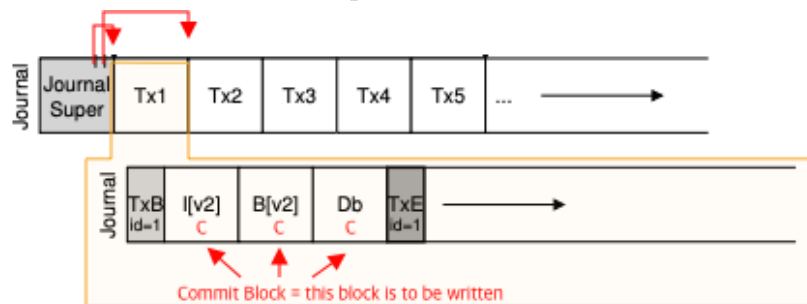 Journal
Journal Super
Tx1
Tx2
Tx3
Tx4
Tx5
...
Journal
TxB id=1
I[v2] C
B[v2] C
Db C
TxE id=1
Commit Block = this block is to be written